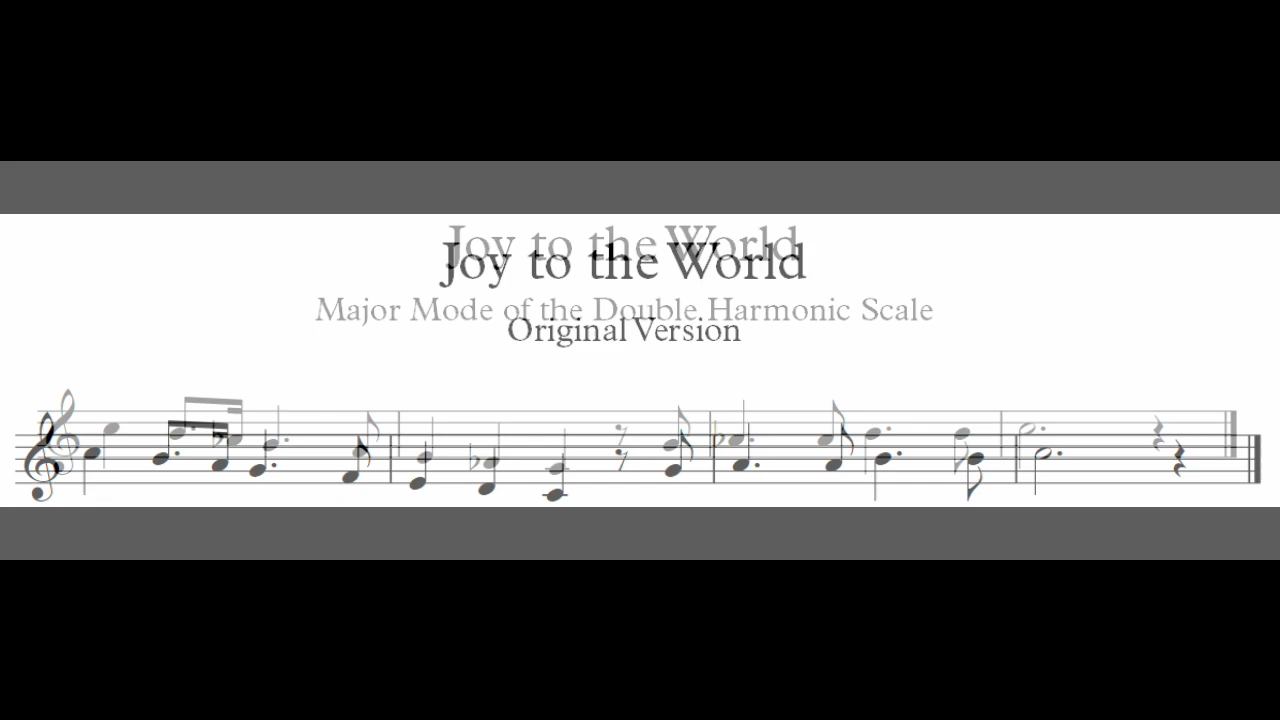 Joy to the World
Joy to the World
Major Mode of the Double Harmonic Scale
Original Version